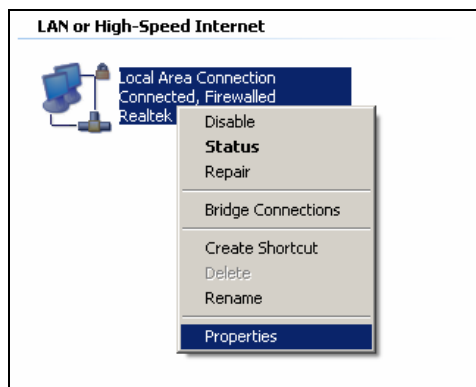 LAN or High-Speed Internet
Local Area Connection
Connected, Firewalled
Realtek
Disable
Status
Repair
Bridge Connections
Create Shortcut
Delete
Rename
Properties